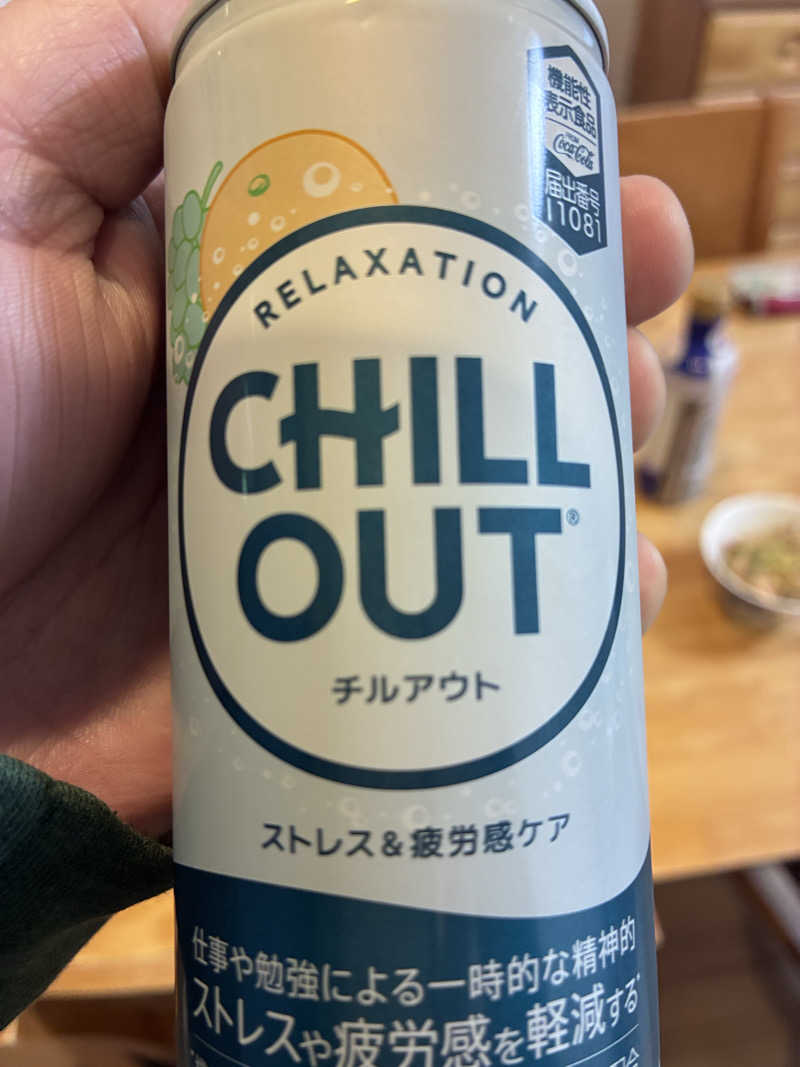 機能性
表示食品
FROM
Coca-Cola
届出番号
I1081
RELAXATION
CHILL
OUT®
チルアウト
ストレス&疲労感ケア
仕事や勉強による一時的な精神的
ストレスや疲労感を軽減する*